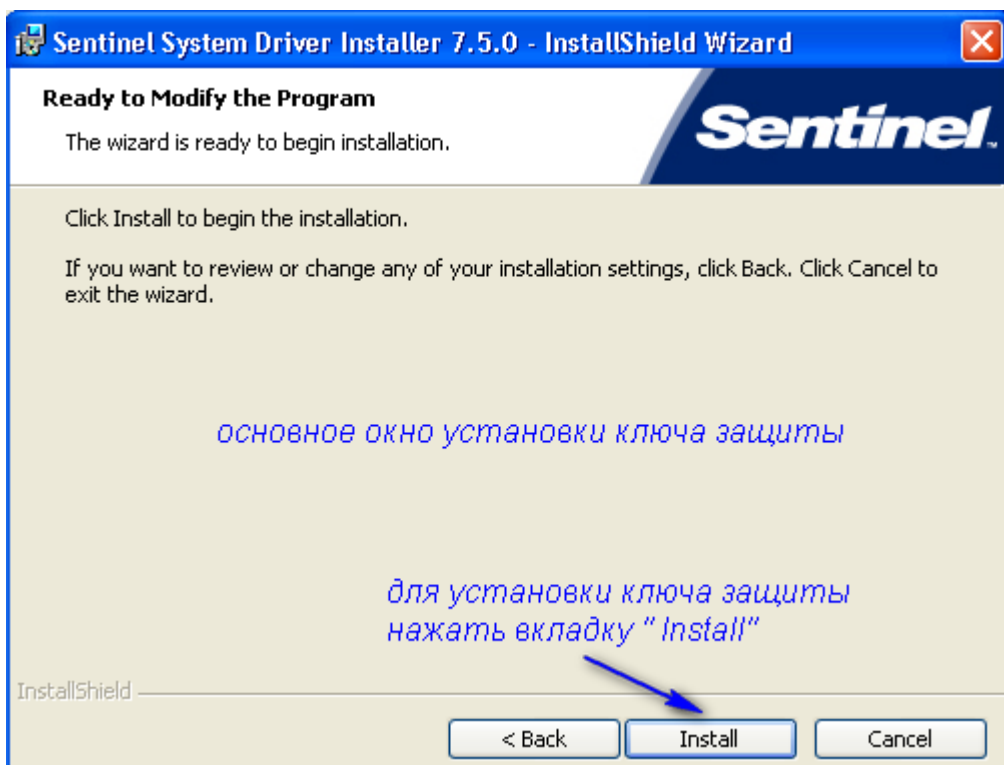 Sentinel System Driver Installer 7.5.0 - InstallShield Wizard
Ready to Modify the Program
The wizard is ready to begin installation.
Sentinel™
Click Install to begin the installation.
If you want to review or change any of your installation settings, click Back. Click Cancel to
exit the wizard.
основное окно установки ключа защиты
для установки ключа защиты
нажать вкладку " Install"
InstallShield
< Back
Install
Cancel